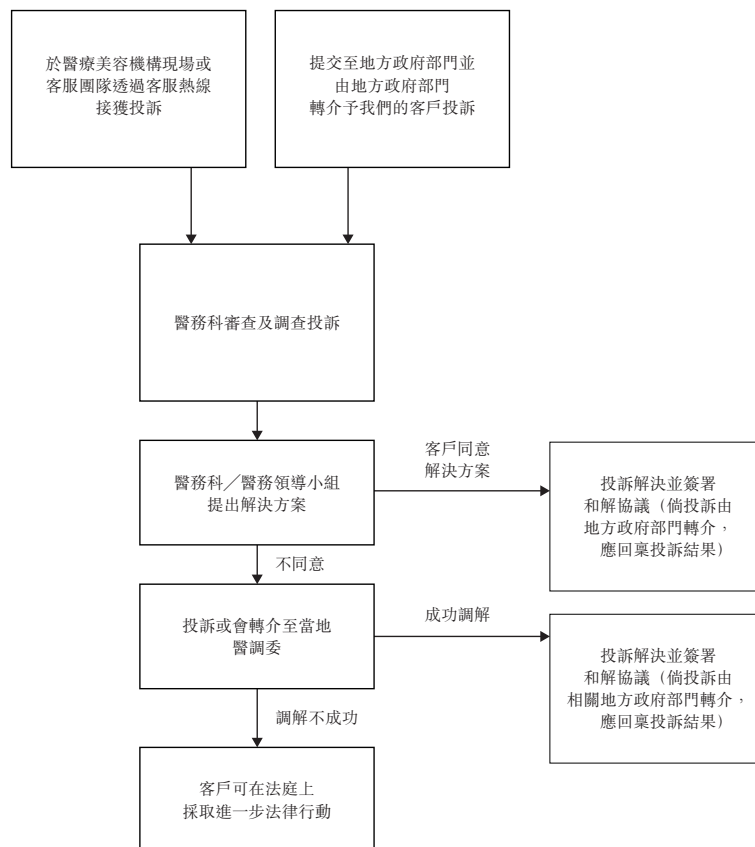 於醫療美容機構現場或
客服團隊透過客服熱線
接獲投訴
提交至地方政府部門並
由地方政府部門
轉介予我們的客戶投訴
醫務科審查及調查投訴
醫務科／醫務領導小組
提出解決方案
客戶同意
解決方案
投訴解決並簽署
和解協議（倘投訴由
地方政府部門轉介，
應回稟投訴結果）
不同意
投訴或會轉介至當地
醫調委
成功調解
投訴解決並簽署
和解協議（倘投訴由
相關地方政府部門轉介，
應回稟投訴結果）
調解不成功
客戶可在法庭上
採取進一步法律行動